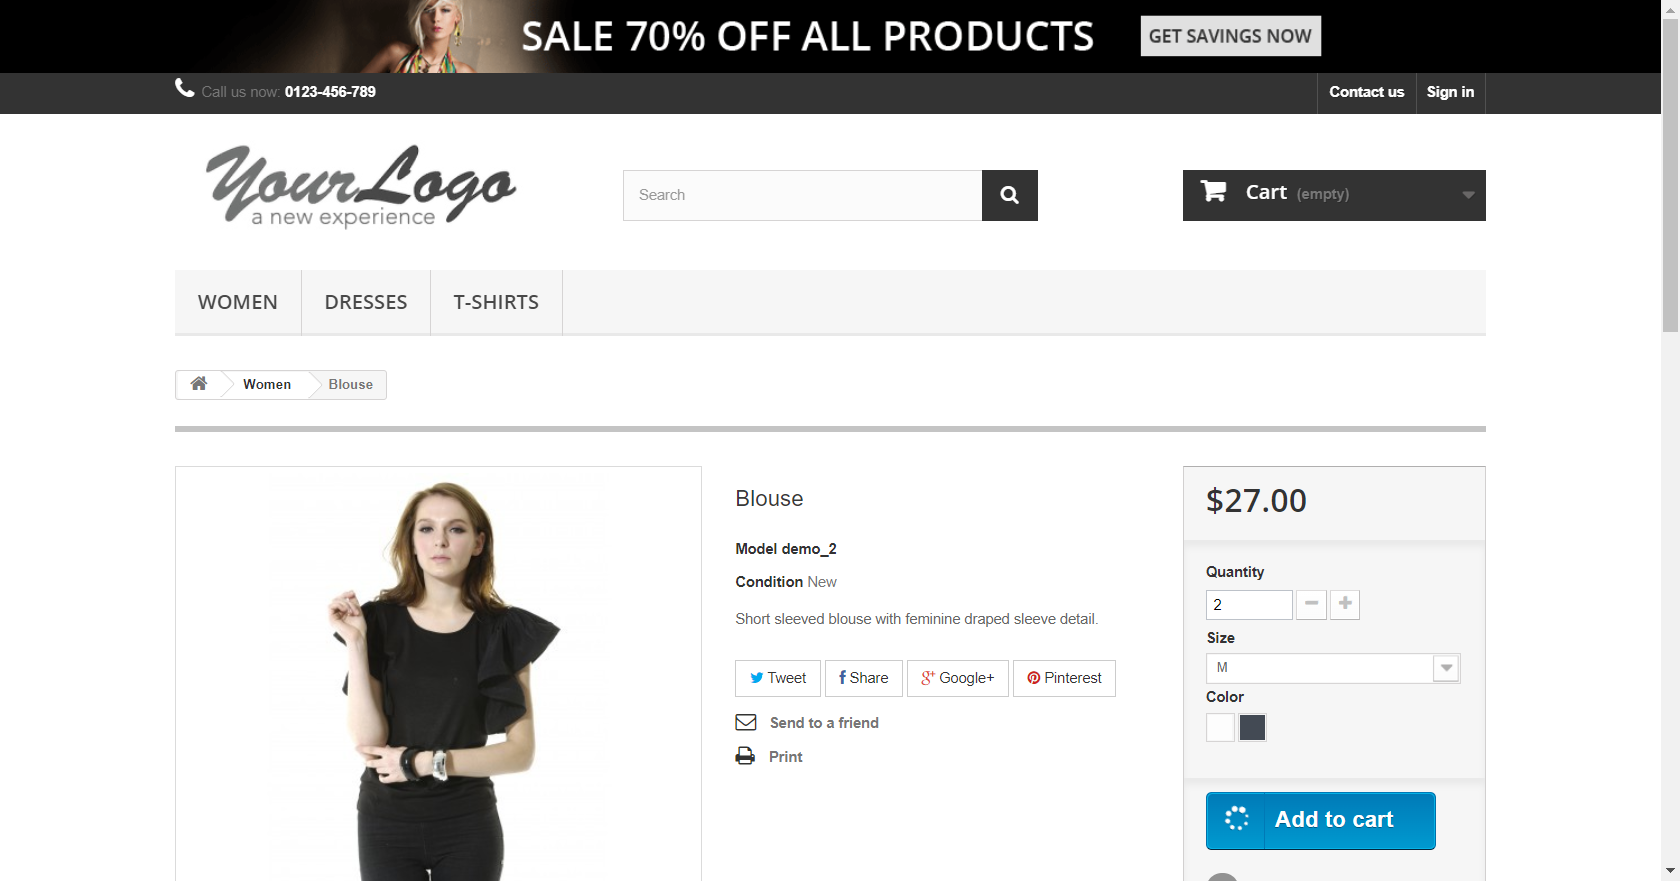 SALE 70% OFF ALL PRODUCTS GET SAVINGS NOW
Call us now: 0123-456-789 Contact us Sign in
YourLogo
a new experience
Search
Cart (empty)
WOMEN DRESSES T-SHIRTS
Women Blouse
Blouse
Model demo_2
Condition New
Short sleeved blouse with feminine draped sleeve detail.
Tweet Share Google+ Pinterest
Send to a friend
Print
$27.00
Quantity
2
Size
M
Color
Add to cart